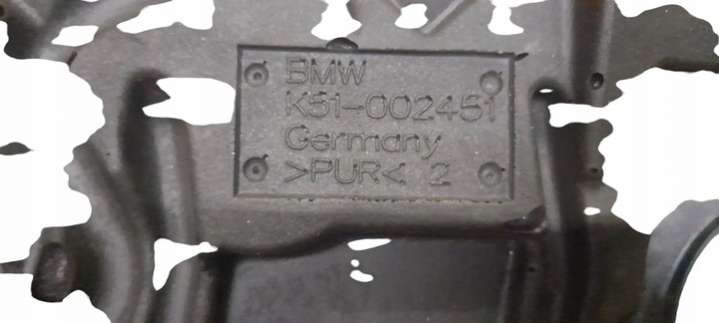 BMW
K51-002451
Germany
>PUR< 2